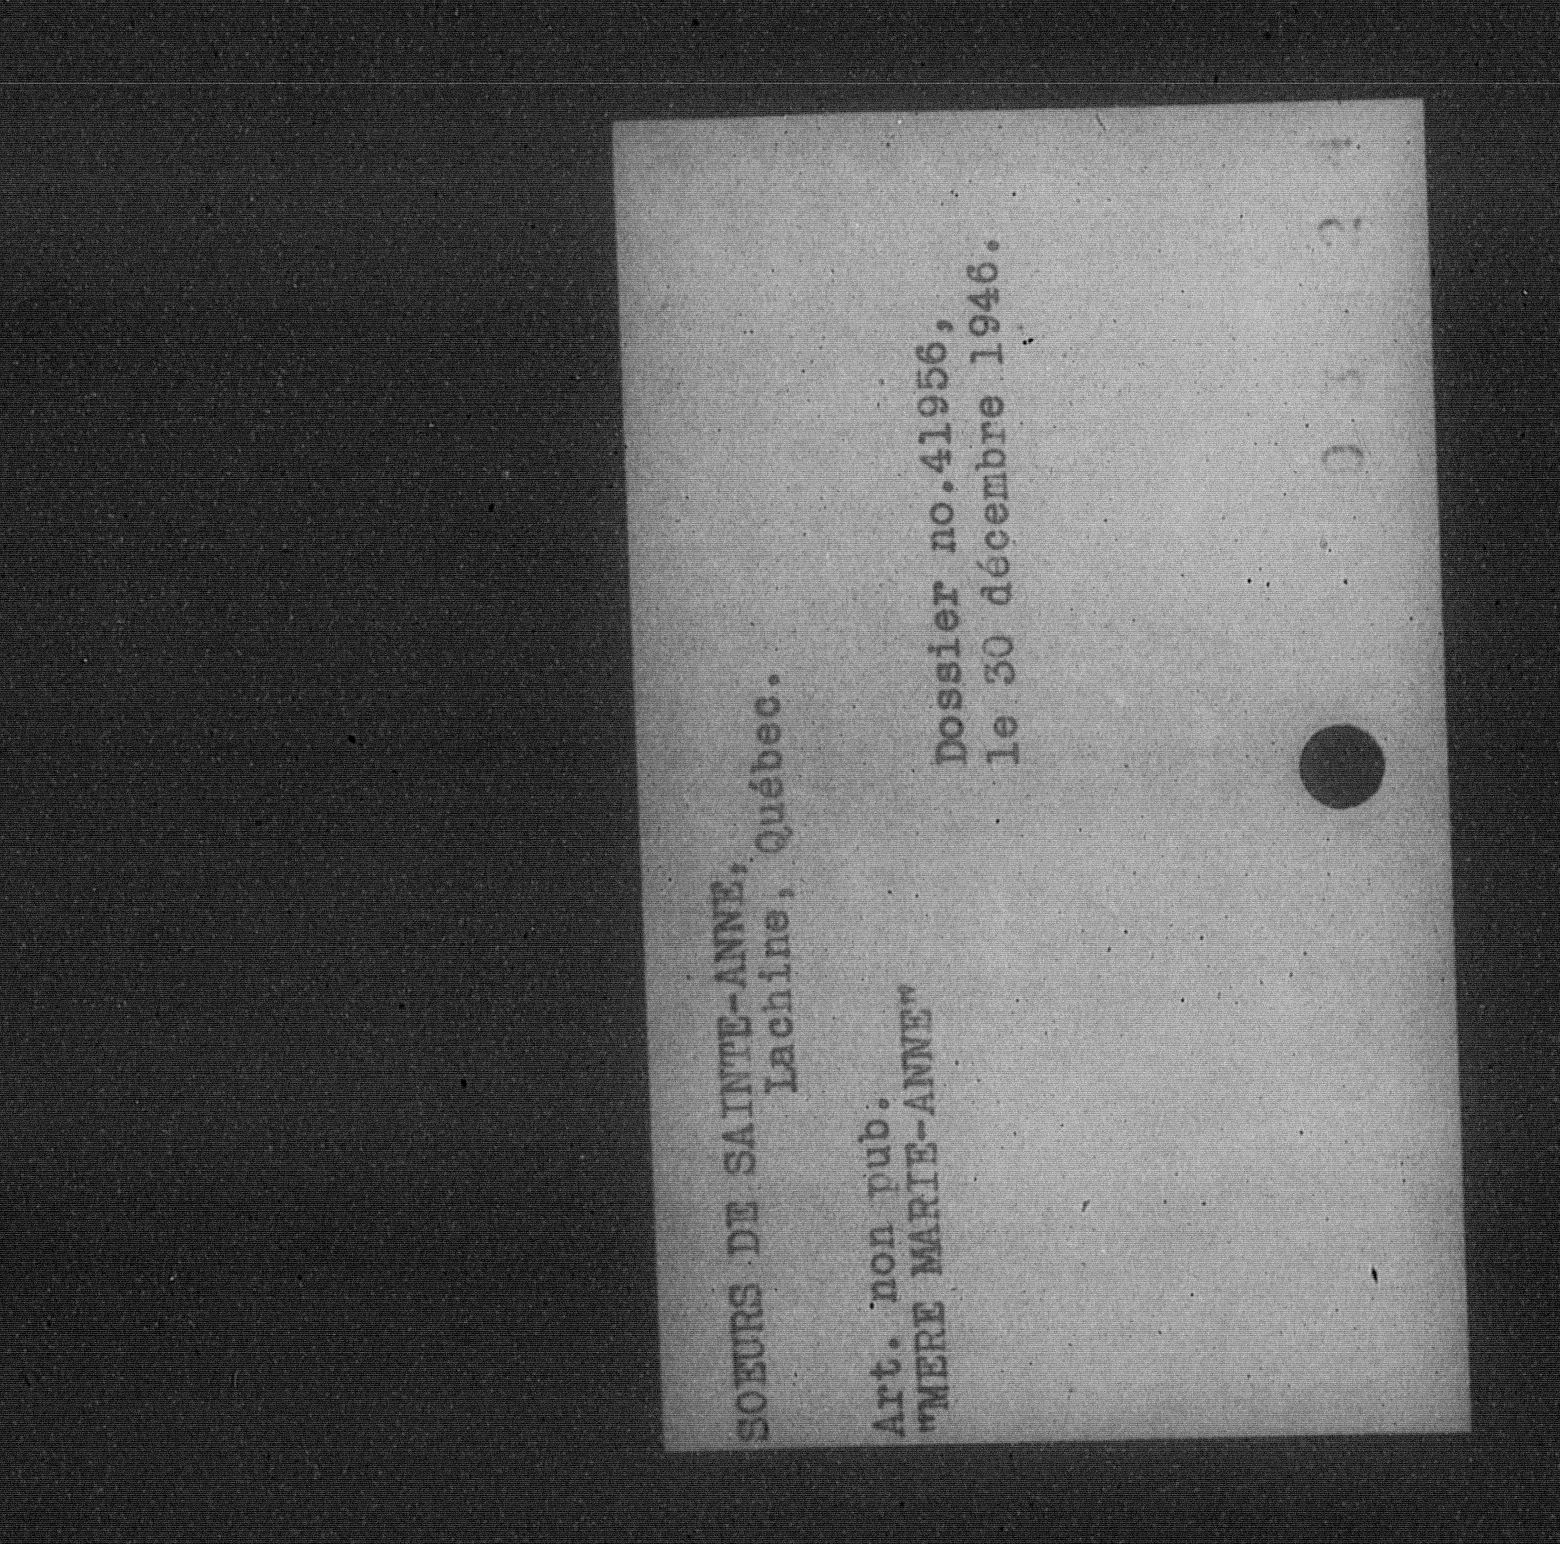 SOEURS DE SAINTE-ANNE,
Lachine, Québec.
Art. non pub.
"MERE MARIE-ANNE"
Dossier no.41956,
le 30 décembre 1946.